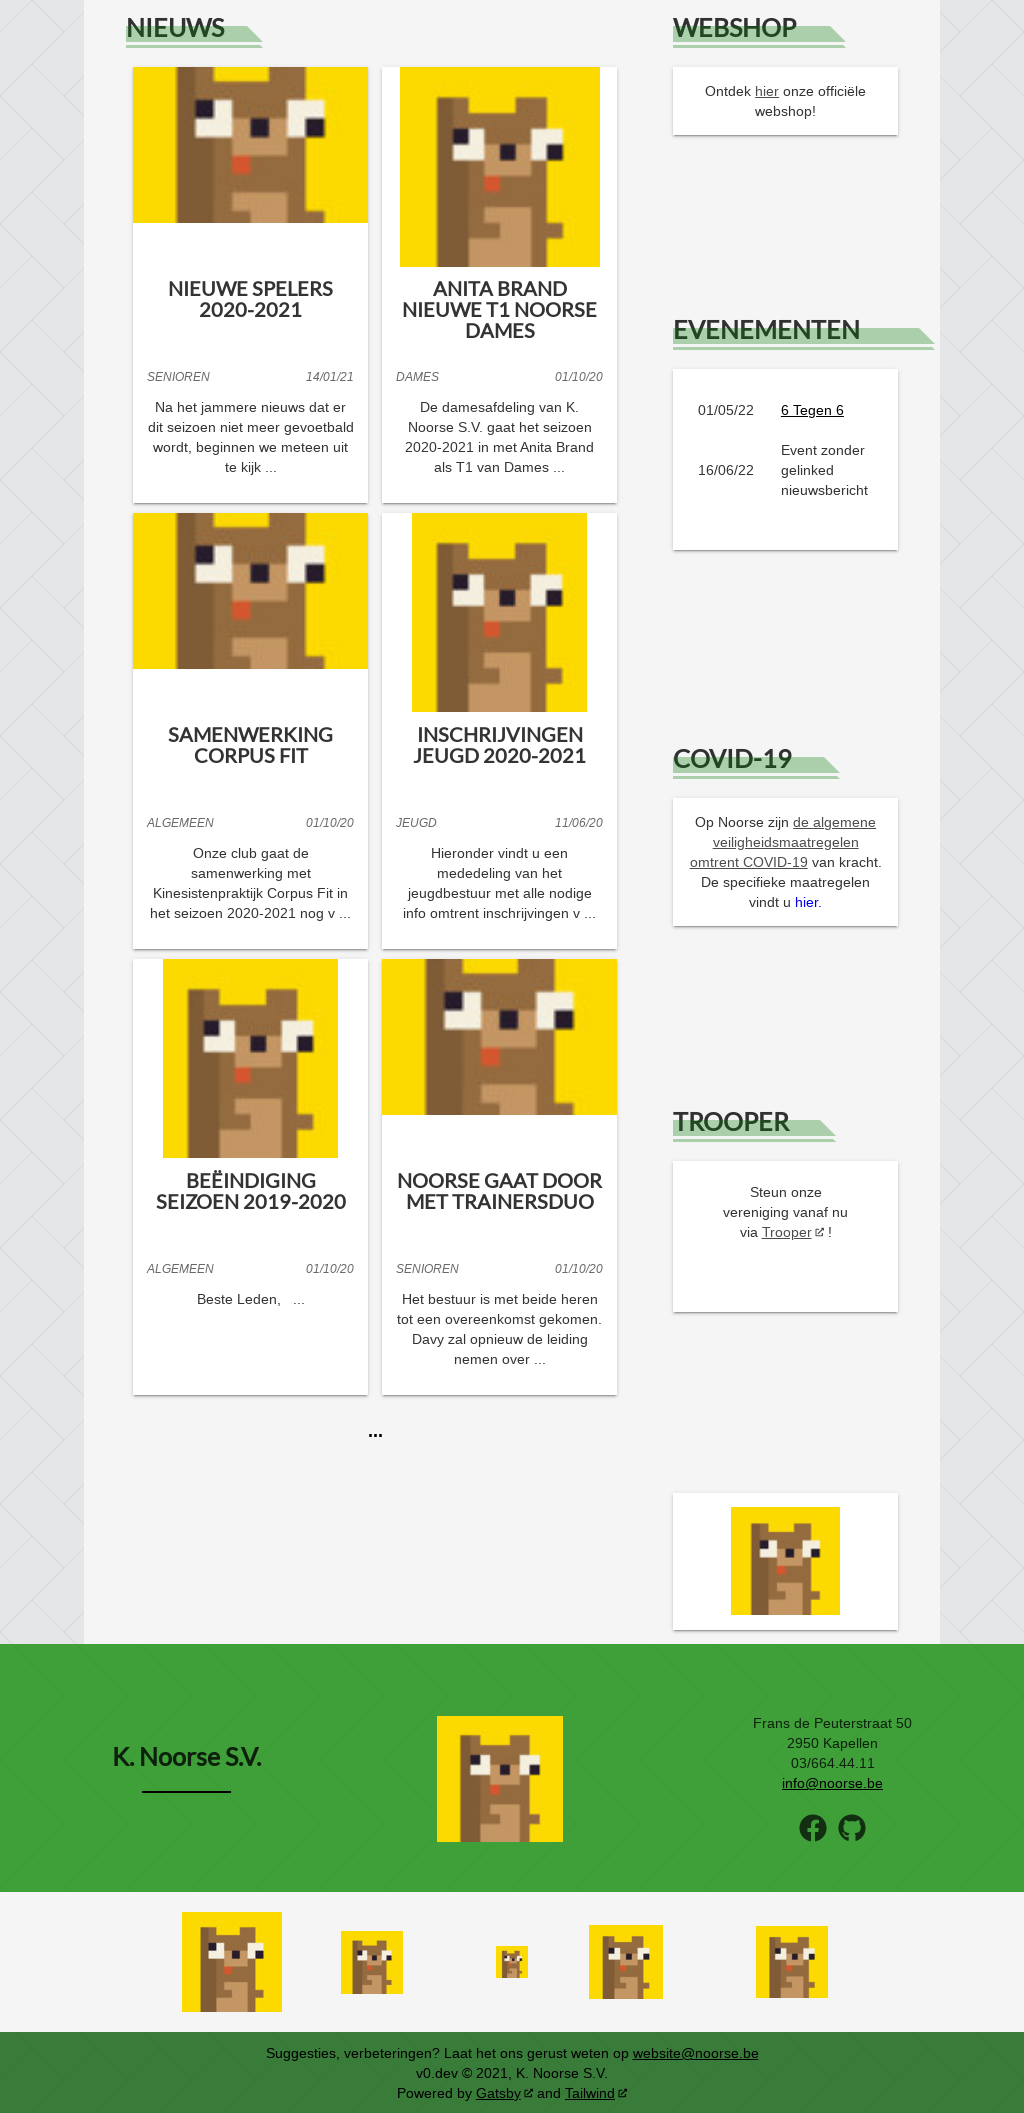 NIEUWS
NIEUWE SPELERS
2020-2021
SENIOREN 14/01/21
Na het jammere nieuws dat er
dit seizoen niet meer gevoetbald
wordt, beginnen we meteen uit
te kijk ...
ANITA BRAND
NIEUWE T1 NOORSE
DAMES
DAMES 01/10/20
De damesafdeling van K.
Noorse S.V. gaat het seizoen
2020-2021 in met Anita Brand
als T1 van Dames ...
SAMENWERKING
CORPUS FIT
ALGEMEEN 01/10/20
Onze club gaat de
samenwerking met
Kinesistenpraktijk Corpus Fit in
het seizoen 2020-2021 nog v ...
INSCHRIJVINGEN
JEUGD 2020-2021
JEUGD 11/06/20
Hieronder vindt u een
mededeling van het
jeugdbestuur met alle nodige
info omtrent inschrijvingen v ...
BEËINDIGING
SEIZOEN 2019-2020
ALGEMEEN 01/10/20
Beste Leden,   ...
NOORSE GAAT DOOR
MET TRAINERSDUO
SENIOREN 01/10/20
Het bestuur is met beide heren
tot een overeenkomst gekomen.
Davy zal opnieuw de leiding
nemen over ...
...
WEBSHOP
Ontdek hier onze officiële
webshop!
EVENEMENTEN
01/05/22 6 Tegen 6
16/06/22 Event zonder
gelinked
nieuwsbericht
COVID-19
Op Noorse zijn de algemene
veiligheidsmaatregelen
omtrent COVID-19 van kracht.
De specifieke maatregelen
vindt u hier.
TROOPER
Steun onze
vereniging vanaf nu
via Trooper !
K. Noorse S.V.
Frans de Peuterstraat 50
2950 Kapellen
03/664.44.11
info@noorse.be
Suggesties, verbeteringen? Laat het ons gerust weten op website@noorse.be
v0.dev © 2021, K. Noorse S.V.
Powered by Gatsby and Tailwind